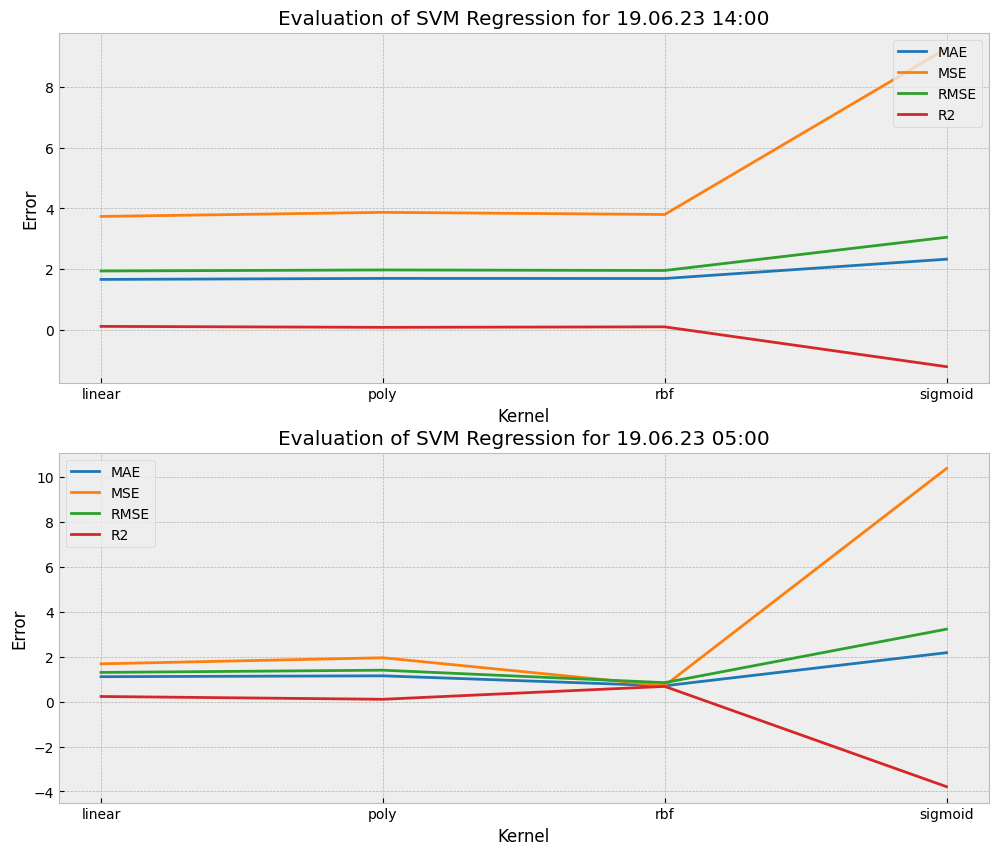 Evaluation of SVM Regression for 19.06.23 14:00
MAE
MSE
RMSE
R2
8
6
4
2
0
Error
linear poly rbf sigmoid
Kernel
Evaluation of SVM Regression for 19.06.23 05:00
MAE
MSE
RMSE
R2
10
8
6
4
2
0
−2
−4
Error
linear poly rbf sigmoid
Kernel